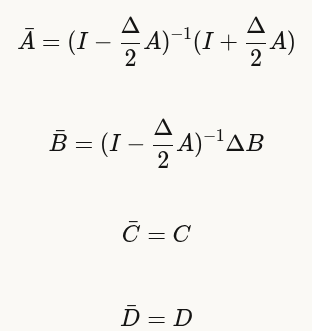 Ā = (I − Δ/2 A)⁻¹(I + Δ/2 A)
B̄ = (I − Δ/2 A)⁻¹ΔB
C̄ = C
D̄ = D